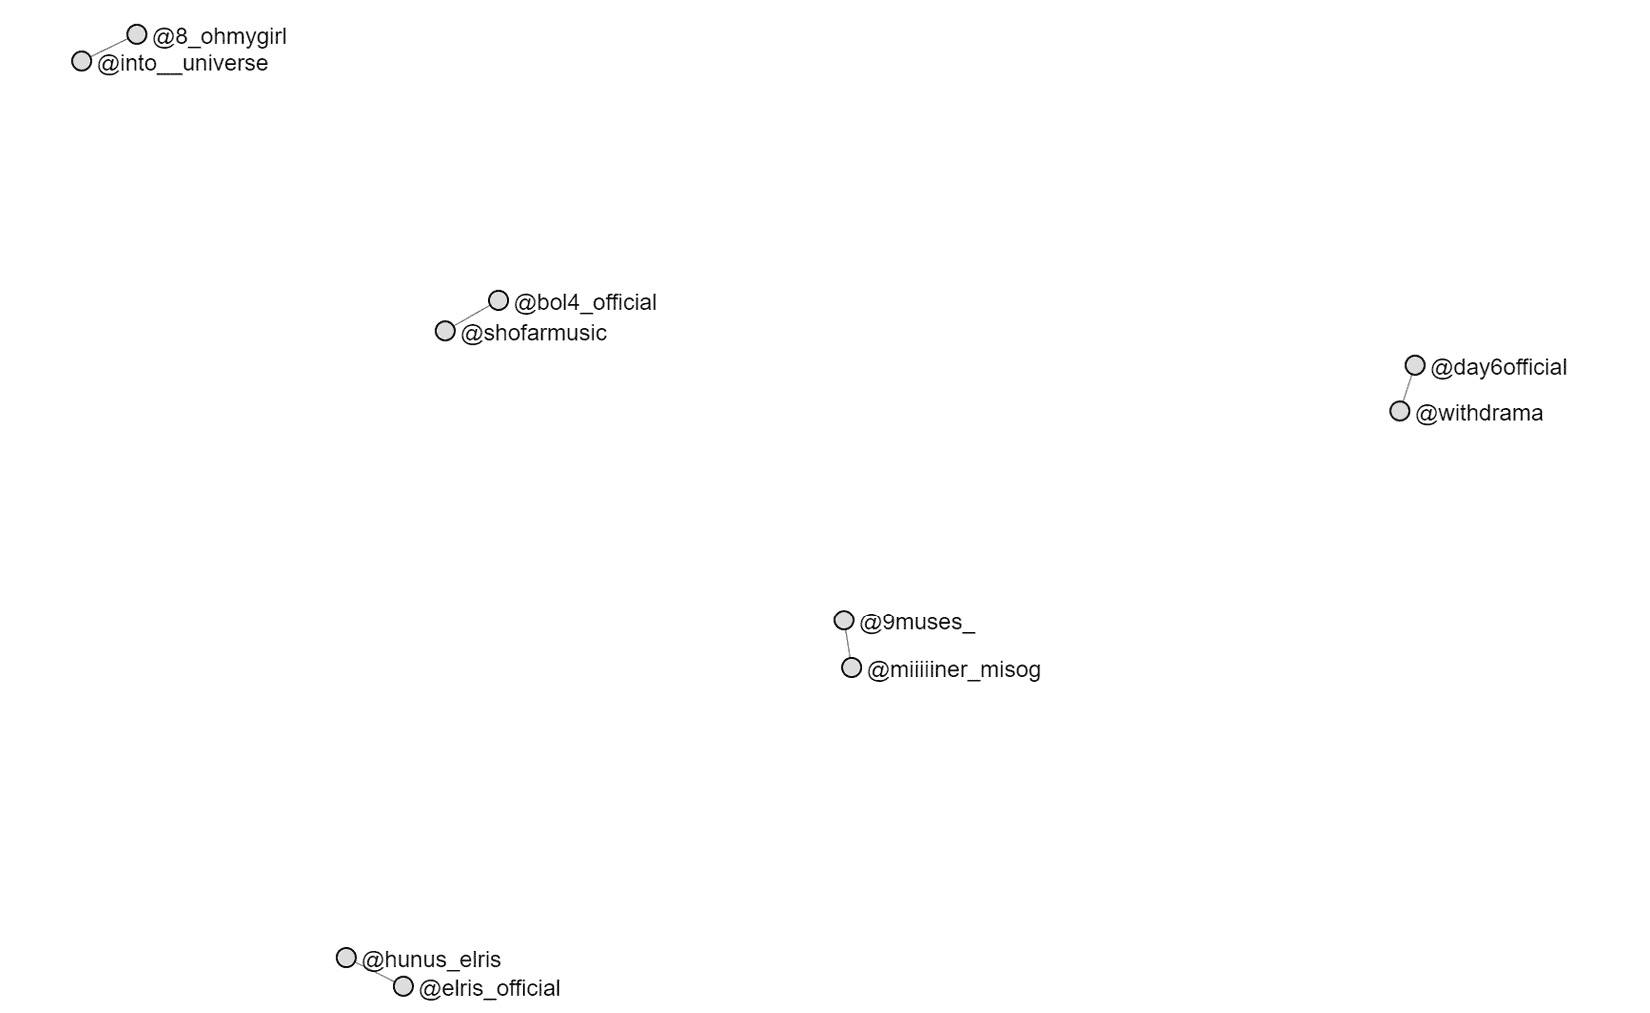 @8_ohmygirl
@into__universe
@bol4_official
@shofarmusic
@day6official
@withdrama
@9muses_
@miiiiiner_misog
@hunus_elris
@elris_official